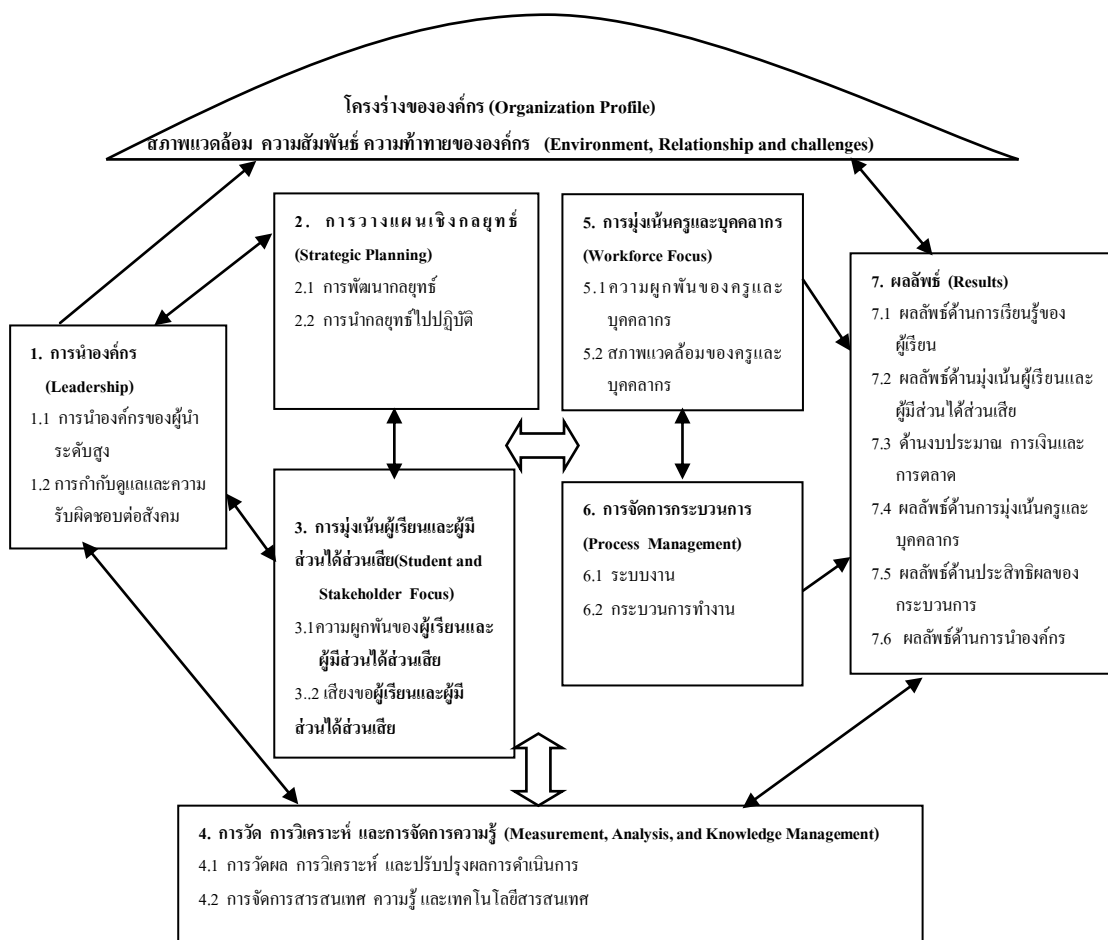 โครงร่างขององค์กร (Organization Profile)
สภาพแวดล้อม ความสัมพันธ์ ความท้าทายขององค์กร (Environment, Relationship and challenges)
1. การนำองค์กร
(Leadership)
1.1 การนำองค์กรของผู้นำ
ระดับสูง
1.2 การกำกับดูแลและความ
รับผิดชอบต่อสังคม
2. การวางแผนเชิงกลยุทธ์
(Strategic Planning)
2.1 การพัฒนากลยุทธ์
2.2 การนำกลยุทธ์ไปปฏิบัติ
3. การมุ่งเน้นผู้เรียนและผู้มี
ส่วนได้ส่วนเสีย(Student and
Stakeholder Focus)
3.1ความผูกพันของผู้เรียนและ
ผู้มีส่วนได้ส่วนเสีย
3..2 เสียงขอผู้เรียนและผู้มี
ส่วนได้ส่วนเสีย
5. การมุ่งเน้นครูและบุคคลากร
(Workforce Focus)
5.1ความผูกพันของครูและ
บุคคลากร
5.2 สภาพแวดล้อมของครูและ
บุคคลากร
6. การจัดการกระบวนการ
(Process Management)
6.1 ระบบงาน
6.2 กระบวนการทำงาน
7. ผลลัพธ์ (Results)
7.1 ผลลัพธ์ด้านการเรียนรู้ของ
ผู้เรียน
7.2 ผลลัพธ์ด้านมุ่งเน้นผู้เรียนและ
ผู้มีส่วนได้ส่วนเสีย
7.3 ด้านงบประมาณ การเงินและ
การตลาด
7.4 ผลลัพธ์ด้านการมุ่งเน้นครูและ
บุคคลากร
7.5 ผลลัพธ์ด้านประสิทธิผลของ
กระบวนการ
7.6 ผลลัพธ์ด้านการนำองค์กร
4. การวัด การวิเคราะห์ และการจัดการความรู้ (Measurement, Analysis, and Knowledge Management)
4.1 การวัดผล การวิเคราะห์ และปรับปรุงผลการดำเนินการ
4.2 การจัดการสารสนเทศ ความรู้ และเทคโนโลยีสารสนเทศ